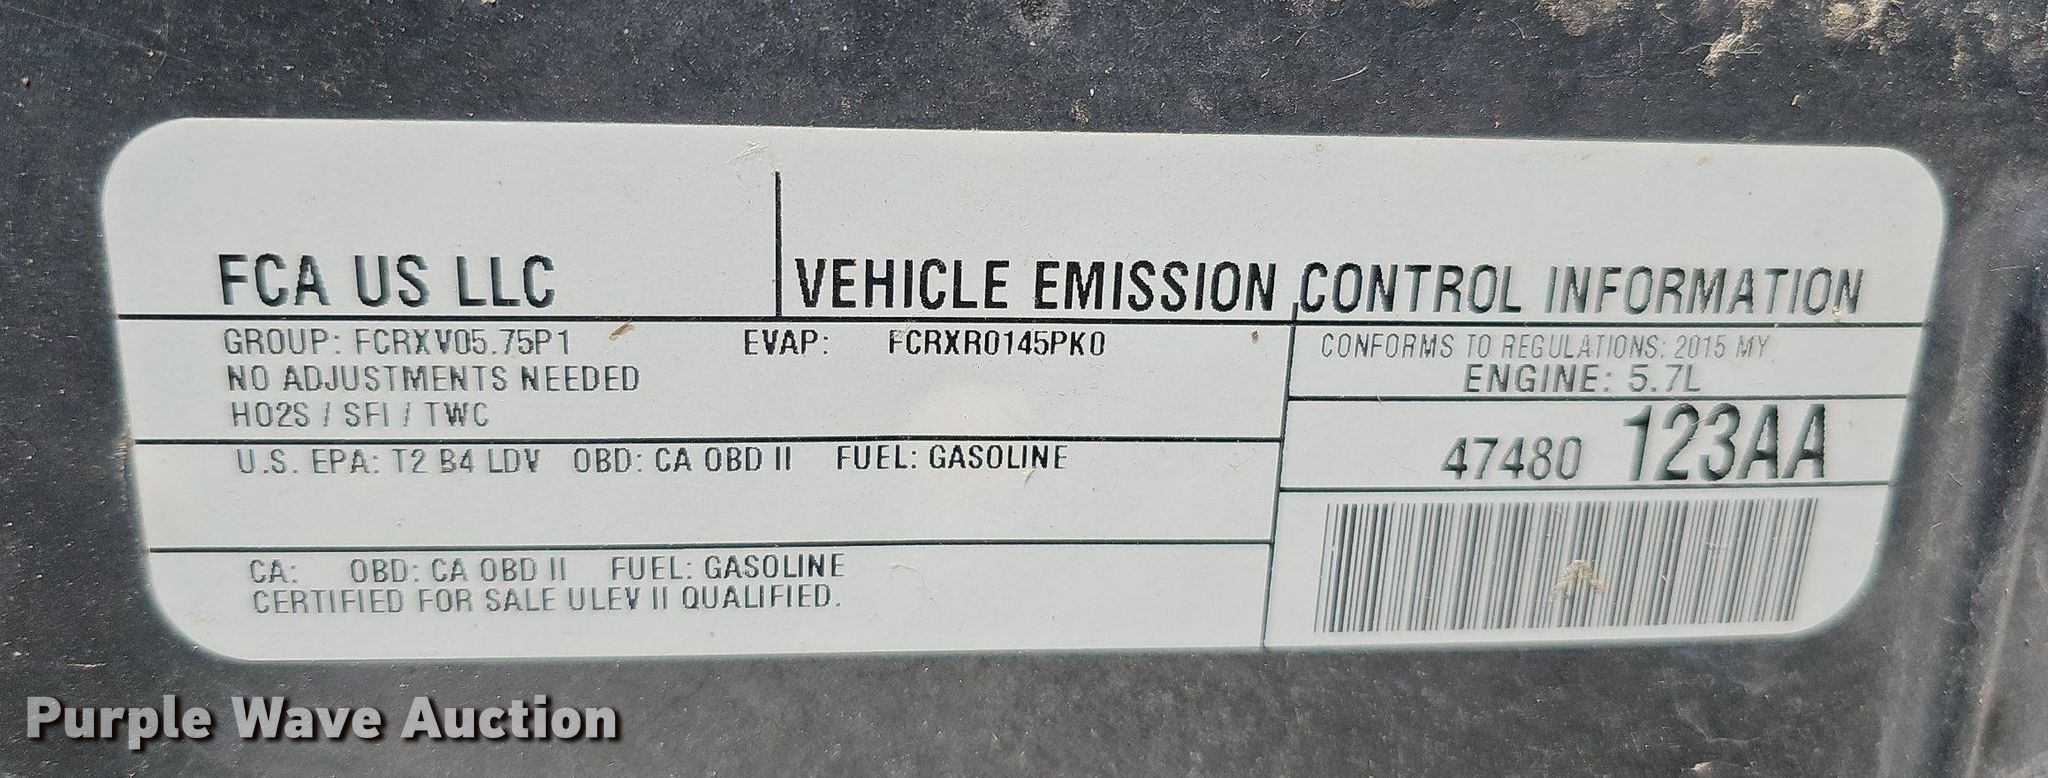 FCA US LLC
VEHICLE EMISSION CONTROL INFORMATION
GROUP: FCRXV05.75P1 EVAP: FCRXR0145PK0
NO ADJUSTMENTS NEEDED
HO2S / SFI / TWC
CONFORMS TO REGULATIONS: 2015 MY
ENGINE: 5.7L
U.S. EPA: T2 B4 LDV OBD: CA OBD II FUEL: GASOLINE
47480 123AA
CA: OBD: CA OBD II FUEL: GASOLINE
CERTIFIED FOR SALE ULEV II QUALIFIED.
Purple Wave Auction